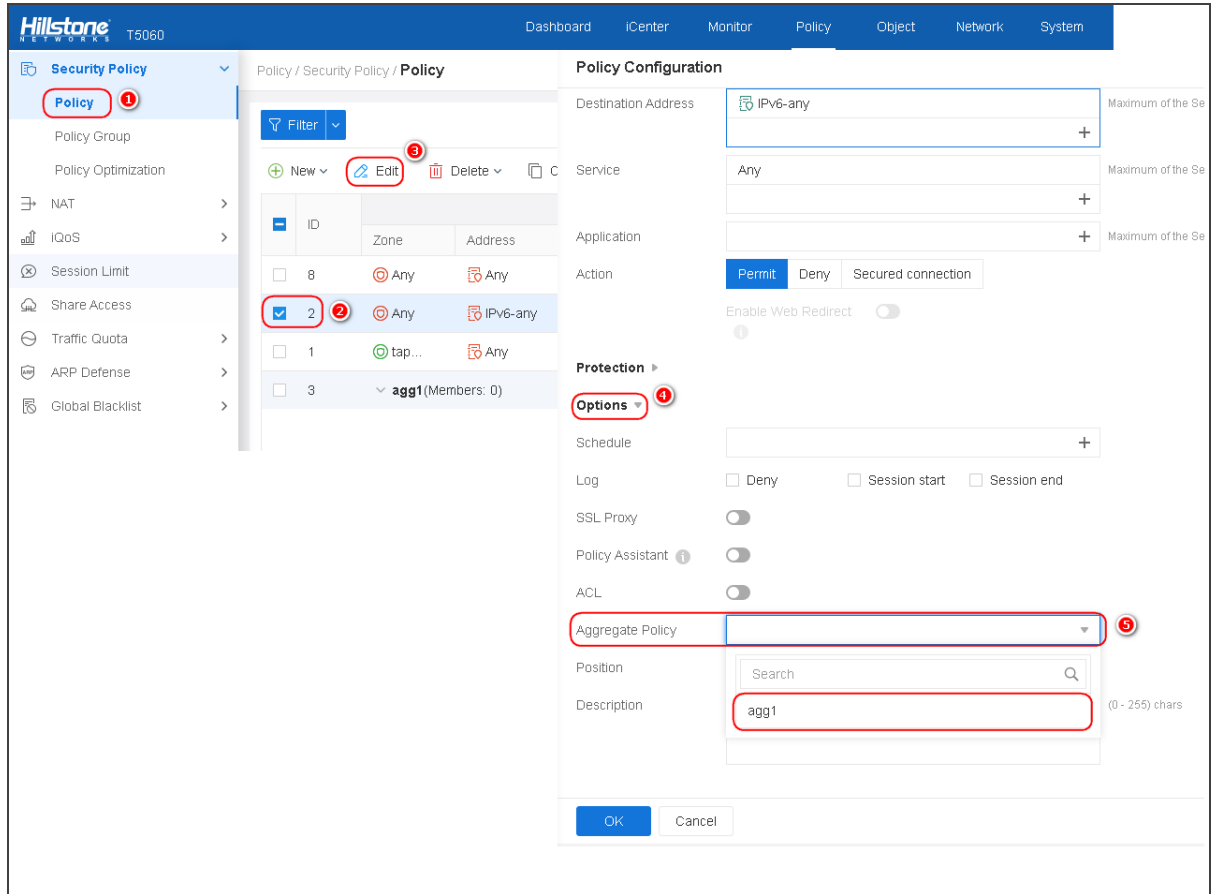 Hillstone
NETWORKS T5060
Dashboard iCenter Monitor Policy Object Network System
Security Policy
Policy 1
Policy Group
Policy Optimization
NAT
iQoS
Session Limit
Share Access
Traffic Quota
ARP Defense
Global Blacklist
Policy / Security Policy / Policy
Filter
3
New Edit Delete C
ID
Zone Address
8 Any Any
2 2 Any IPv6-any
1 tap... Any
3 agg1(Members: 0)
Policy Configuration
Destination Address IPv6-any Maximum of the Se
Service Any Maximum of the Se
Application Maximum of the Se
Action Permit Deny Secured connection
Enable Web Redirect
Protection
Options 4
Schedule
Log Deny Session start Session end
SSL Proxy
Policy Assistant
ACL
Aggregate Policy 5
Position Search
Description agg1 (0 - 255) chars
OK Cancel